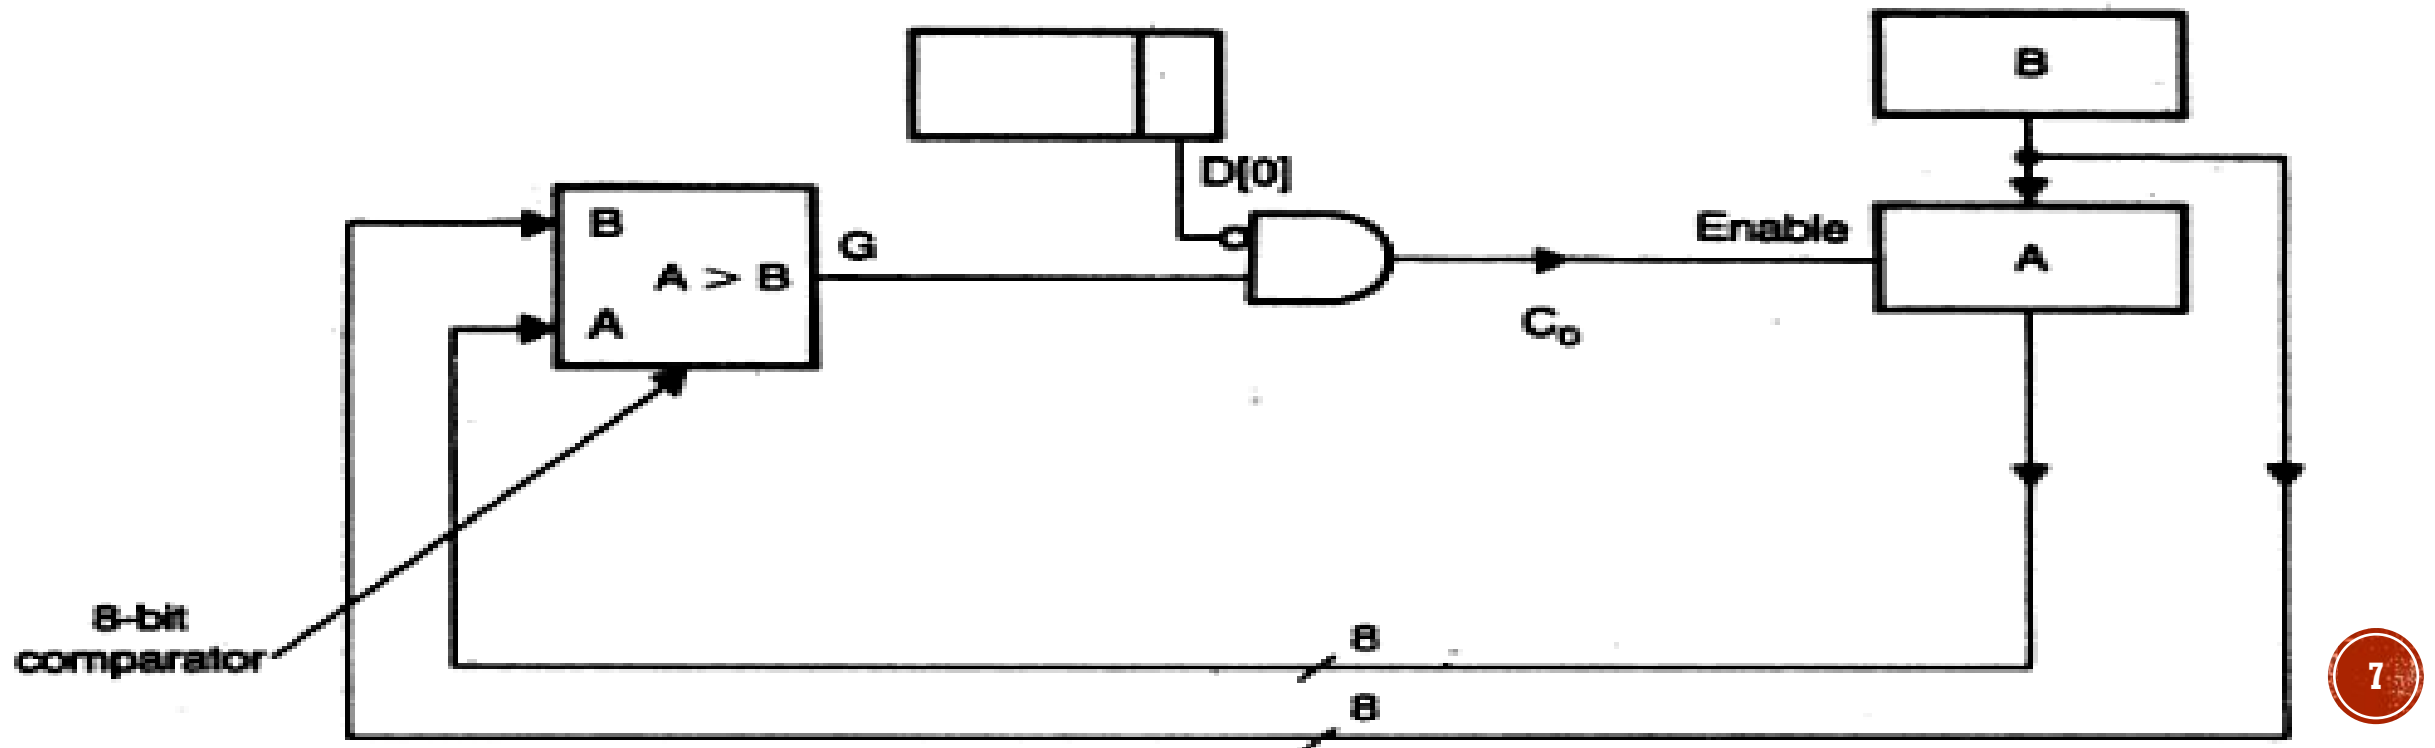 B
D[0]
B
A > B
A
G
Enable
C₀
A
8-bit
comparator
8
8
7